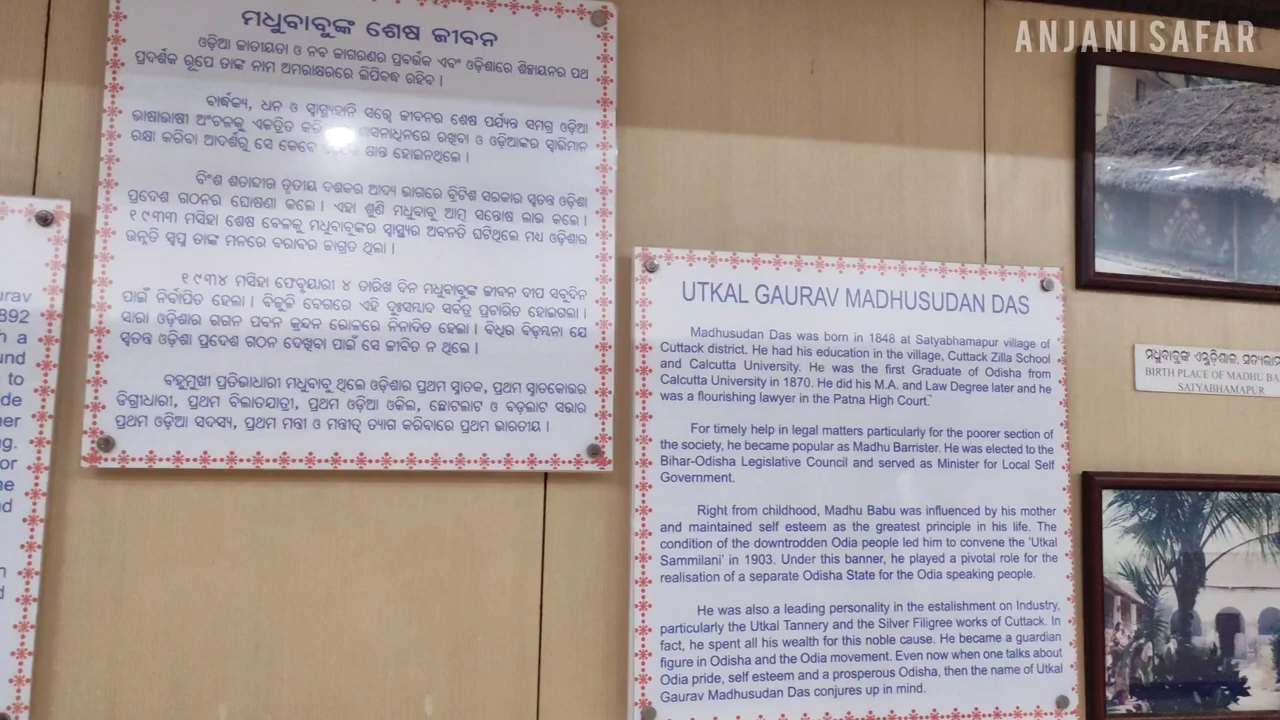 ANJANI SAFAR
ମଧୁବାବୁଙ୍କ ଶେଷ ଜୀବନ
ଓଡ଼ିଆ ଜାତୀୟତା ଓ ନବ ଜାଗରଣର ପ୍ରବର୍ତ୍ତକ ଏବଂ ଓଡ଼ିଶାରେ ଶିଳ୍ପାୟନର ପଥ
ପ୍ରଦର୍ଶକ ରୂପେ ତାଙ୍କ ନାମ ଅମରାକ୍ଷରରେ ଲିପିବଦ୍ଧ ରହିବ ।
ବାର୍ଦ୍ଧକ୍ୟ, ଧନ ଓ ସ୍ୱାସ୍ଥ୍ୟହାନି ସତ୍ତ୍ୱେ ଜୀବନର ଶେଷ ପର୍ଯ୍ୟନ୍ତ ସମଗ୍ର ଓଡ଼ିଆ
ଭାଷାଭାଷୀ ଅଂଚଳକୁ ଏକତ୍ରିତ କରି ରଖିବା ଓ ଓଡ଼ିଆଙ୍କର ସ୍ୱାଭିମାନ
ରକ୍ଷା କରିବା ଆଦର୍ଶରୁ ସେ କେବେ କ୍ଷାନ୍ତ ହୋଇନଥିଲେ ।
ବିଂଶ ଶତାବ୍ଦୀର ତୃତୀୟ ଦଶକର ଆଦ୍ୟ ଭାଗରେ ବ୍ରିଟିଶ ସରକାର ସ୍ୱତନ୍ତ୍ର ଓଡ଼ିଶା
ପ୍ରଦେଶ ଗଠନର ଘୋଷଣା କଲେ । ଏହା ଶୁଣି ମଧୁବାବୁ ଆତ୍ମ ସନ୍ତୋଷ ଲାଭ କଲେ ।
୧୯୩୩ ମସିହା ଶେଷ ବେଳକୁ ମଧୁବାବୁଙ୍କର ସ୍ୱାସ୍ଥ୍ୟର ଅବନତି ଘଟିଥିଲେ ମଧ୍ୟ ଓଡ଼ିଶାର
ଉନ୍ନତି ସ୍ୱପ୍ନ ତାଙ୍କ ମନରେ ବରାବର ଜାଗ୍ରତ ଥିଲା ।
୧୯୩୪ ମସିହା ଫେବୃୟାରୀ ୪ ତାରିଖ ଦିନ ମଧୁବାବୁଙ୍କ ଜୀବନ ଦୀପ ସବୁଦିନ
ପାଇଁ ନିର୍ବାପିତ ହେଲା । ବିଜୁଳି ବେଗରେ ଏହି ଦୁଃସମ୍ବାଦ ସର୍ବତ୍ର ପ୍ରଚାରିତ ହୋଇଗଲା ।
ସାରା ଓଡ଼ିଶାର ଗଗନ ପବନ କ୍ରନ୍ଦନ ରୋଳରେ ନିନାଦିତ ହେଲା । ବିଧିର ବିଡ଼ମ୍ବନା ଯେ
ସ୍ୱତନ୍ତ୍ର ଓଡ଼ିଶା ପ୍ରଦେଶ ଗଠନ ଦେଖିବା ପାଇଁ ସେ ଜୀବିତ ନ ଥିଲେ ।
ବହୁମୁଖୀ ପ୍ରତିଭାଧାରୀ ମଧୁବାବୁ ଥିଲେ ଓଡ଼ିଶାର ପ୍ରଥମ ସ୍ନାତକ, ପ୍ରଥମ ସ୍ନାତକୋତ୍ତର
ଡିଗ୍ରୀଧାରୀ, ପ୍ରଥମ ବିଲାତଯାତ୍ରୀ, ପ୍ରଥମ ଓଡ଼ିଆ ଓକିଲ, ଛୋଟଲାଟ ଓ ବଡ଼ଲାଟ ସଭାର
ପ୍ରଥମ ଓଡ଼ିଆ ସଦସ୍ୟ, ପ୍ରଥମ ମନ୍ତ୍ରୀ ଓ ମନ୍ତ୍ରୀତ୍ୱ ତ୍ୟାଗ କରିବାରେ ପ୍ରଥମ ଭାରତୀୟ ।
UTKAL GAURAV MADHUSUDAN DAS
Madhusudan Das was born in 1848 at Satyabhamapur village of
Cuttack district. He had his education in the village, Cuttack Zilla School
and Calcutta University. He was the first Graduate of Odisha from
Calcutta University in 1870. He did his M.A. and Law Degree later and he
was a flourishing lawyer in the Patna High Court.
For timely help in legal matters particularly for the poorer section of
the society, he became popular as Madhu Barrister. He was elected to the
Bihar-Odisha Legislative Council and served as Minister for Local Self
Government.
Right from childhood, Madhu Babu was influenced by his mother
and maintained self esteem as the greatest principle in his life. The
condition of the downtrodden Odia people led him to convene the 'Utkal
Sammilani' in 1903. Under this banner, he played a pivotal role for the
realisation of a separate Odisha State for the Odia speaking people.
He was also a leading personality in the estalishment on Industry,
particularly the Utkal Tannery and the Silver Filigree works of Cuttack. In
fact, he spent all his wealth for this noble cause. He became a guardian
figure in Odisha and the Odia movement. Even now when one talks about
Odia pride, self esteem and a prosperous Odisha, then the name of Utkal
Gaurav Madhusudan Das conjures up in mind.
ମଧୁବାବୁଙ୍କ
BIRTH PLACE OF MADHU
SATYABHAMAPUR
892
to